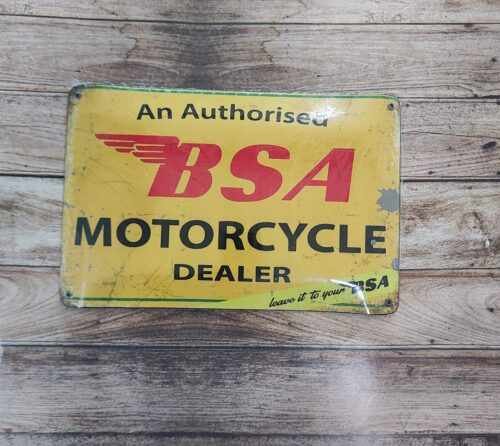 An Authorised
BSA
MOTORCYCLE
DEALER
leave it to your BSA